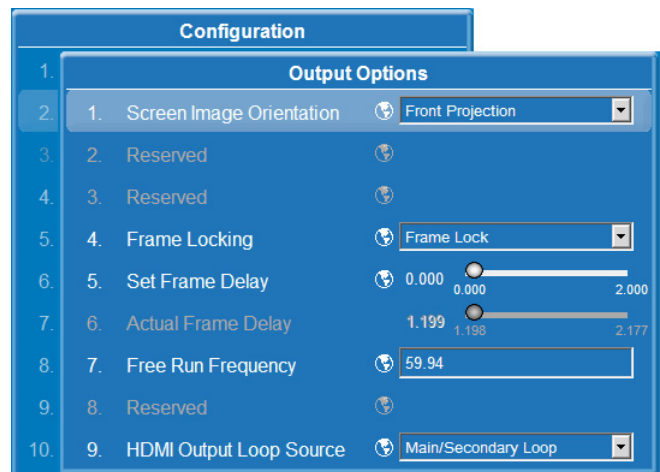 Configuration
1.
Output Options
2. 1. Screen Image Orientation Front Projection
3. 2. Reserved
4. 3. Reserved
5. 4. Frame Locking Frame Lock
6. 5. Set Frame Delay 0.000 0.000 2.000
7. 6. Actual Frame Delay 1.199 1.198 2.177
8. 7. Free Run Frequency 59.94
9. 8. Reserved
10. 9. HDMI Output Loop Source Main/Secondary Loop